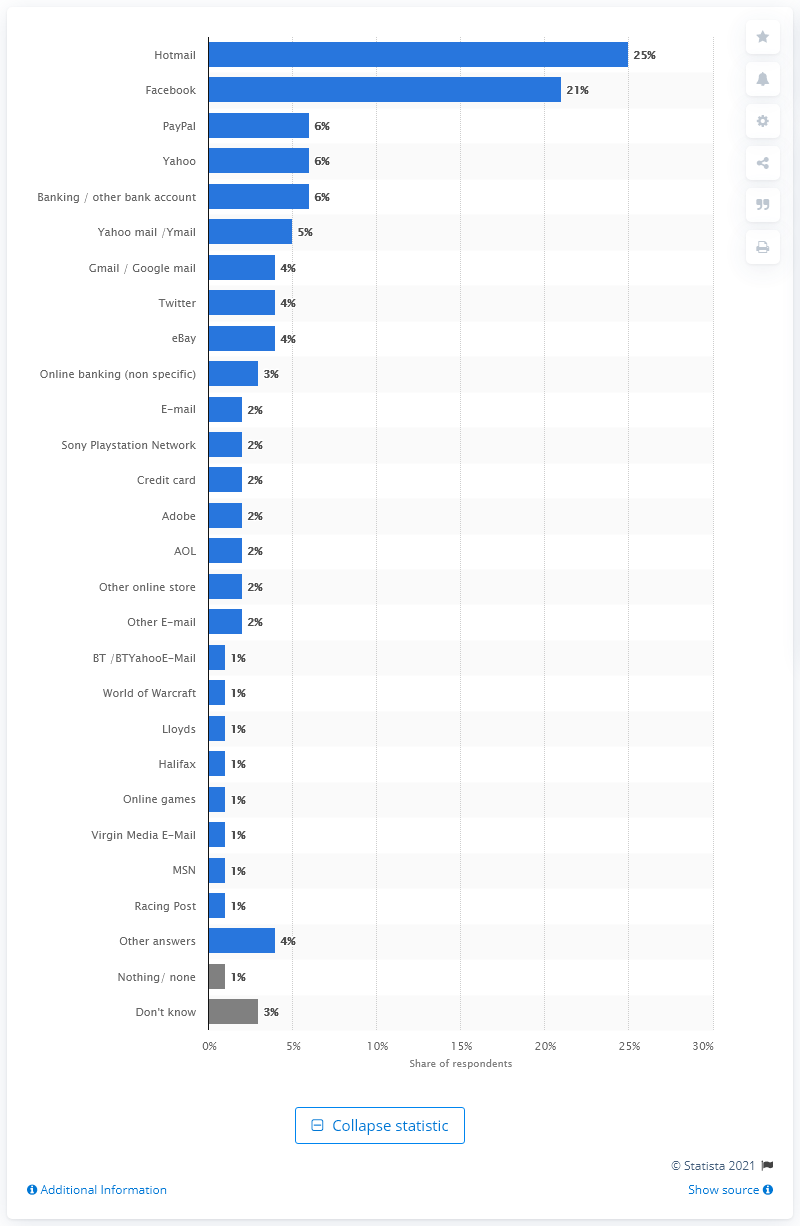 Hotmail 25%
Facebook 21%
PayPal 6%
Yahoo 6%
Banking / other bank account 6%
Yahoo mail /Ymail 5%
Gmail / Google mail 4%
Twitter 4%
eBay 4%
Online banking (non specific) 3%
E-mail 2%
Sony Playstation Network 2%
Credit card 2%
Adobe 2%
AOL 2%
Other online store 2%
Other E-mail 2%
BT /BTYahooE-Mail 1%
World of Warcraft 1%
Lloyds 1%
Halifax 1%
Online games 1%
Virgin Media E-Mail 1%
MSN 1%
Racing Post 1%
Other answers 4%
Nothing/ none 1%
Don't know 3%
0% 5% 10% 15% 20% 25% 30%
Share of respondents
Collapse statistic
© Statista 2021
Additional Information Show source